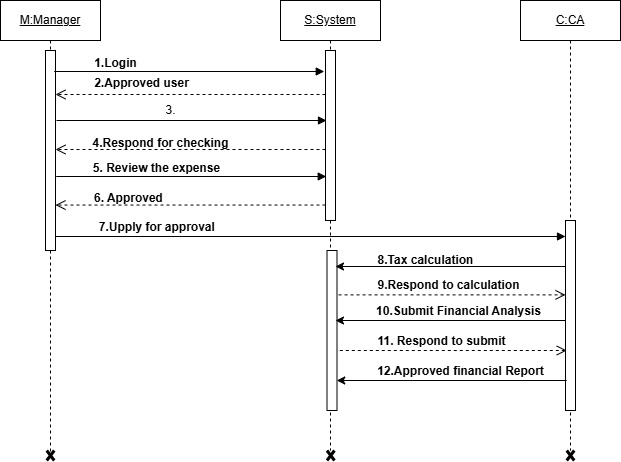 M:Manager
S:System
C:CA
1.Login
2.Approved user
3.
4.Respond for checking
5. Review the expense
6. Approved
7.Upply for approval
8.Tax calculation
9.Respond to calculation
10.Submit Financial Analysis
11. Respond to submit
12.Approved financial Report